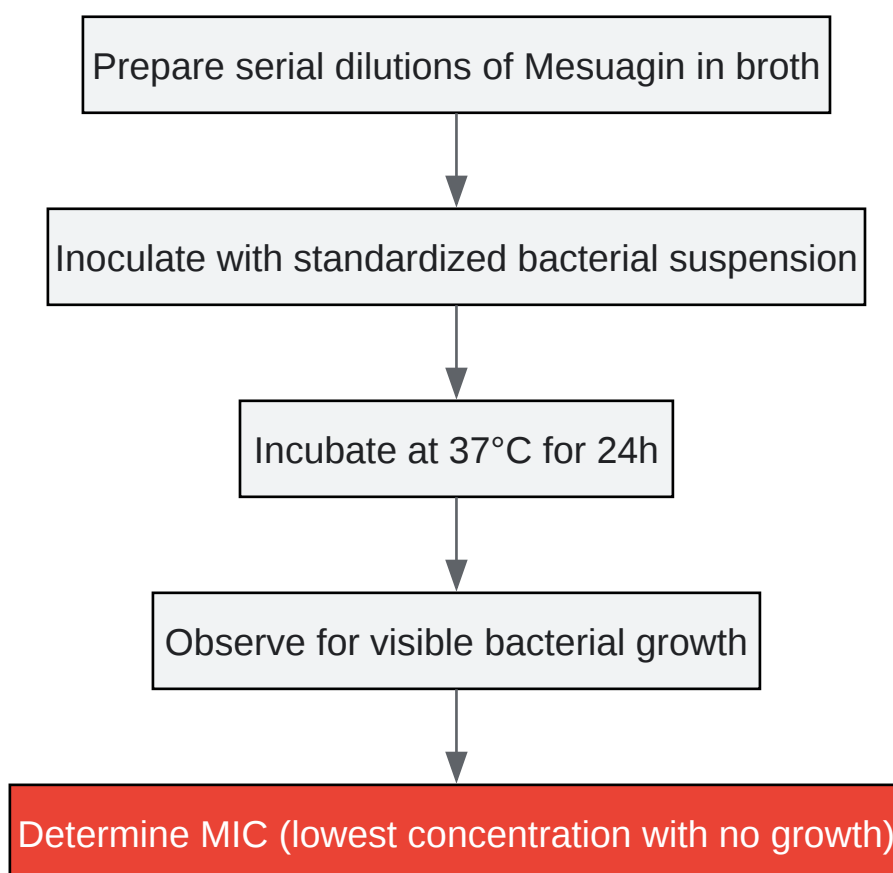 Prepare serial dilutions of Mesuagin in broth
Inoculate with standardized bacterial suspension
Incubate at 37°C for 24h
Observe for visible bacterial growth
Determine MIC (lowest concentration with no growth)